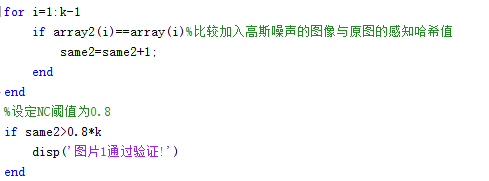 for i=1:k-1
if array2(i)==array(i)%比较加入高斯噪声的图像与原图的感知哈希值
same2=same2+1;
end
end
%设定NC阈值为0.8
if same2>0.8*k
disp('图片1通过验证!')
end